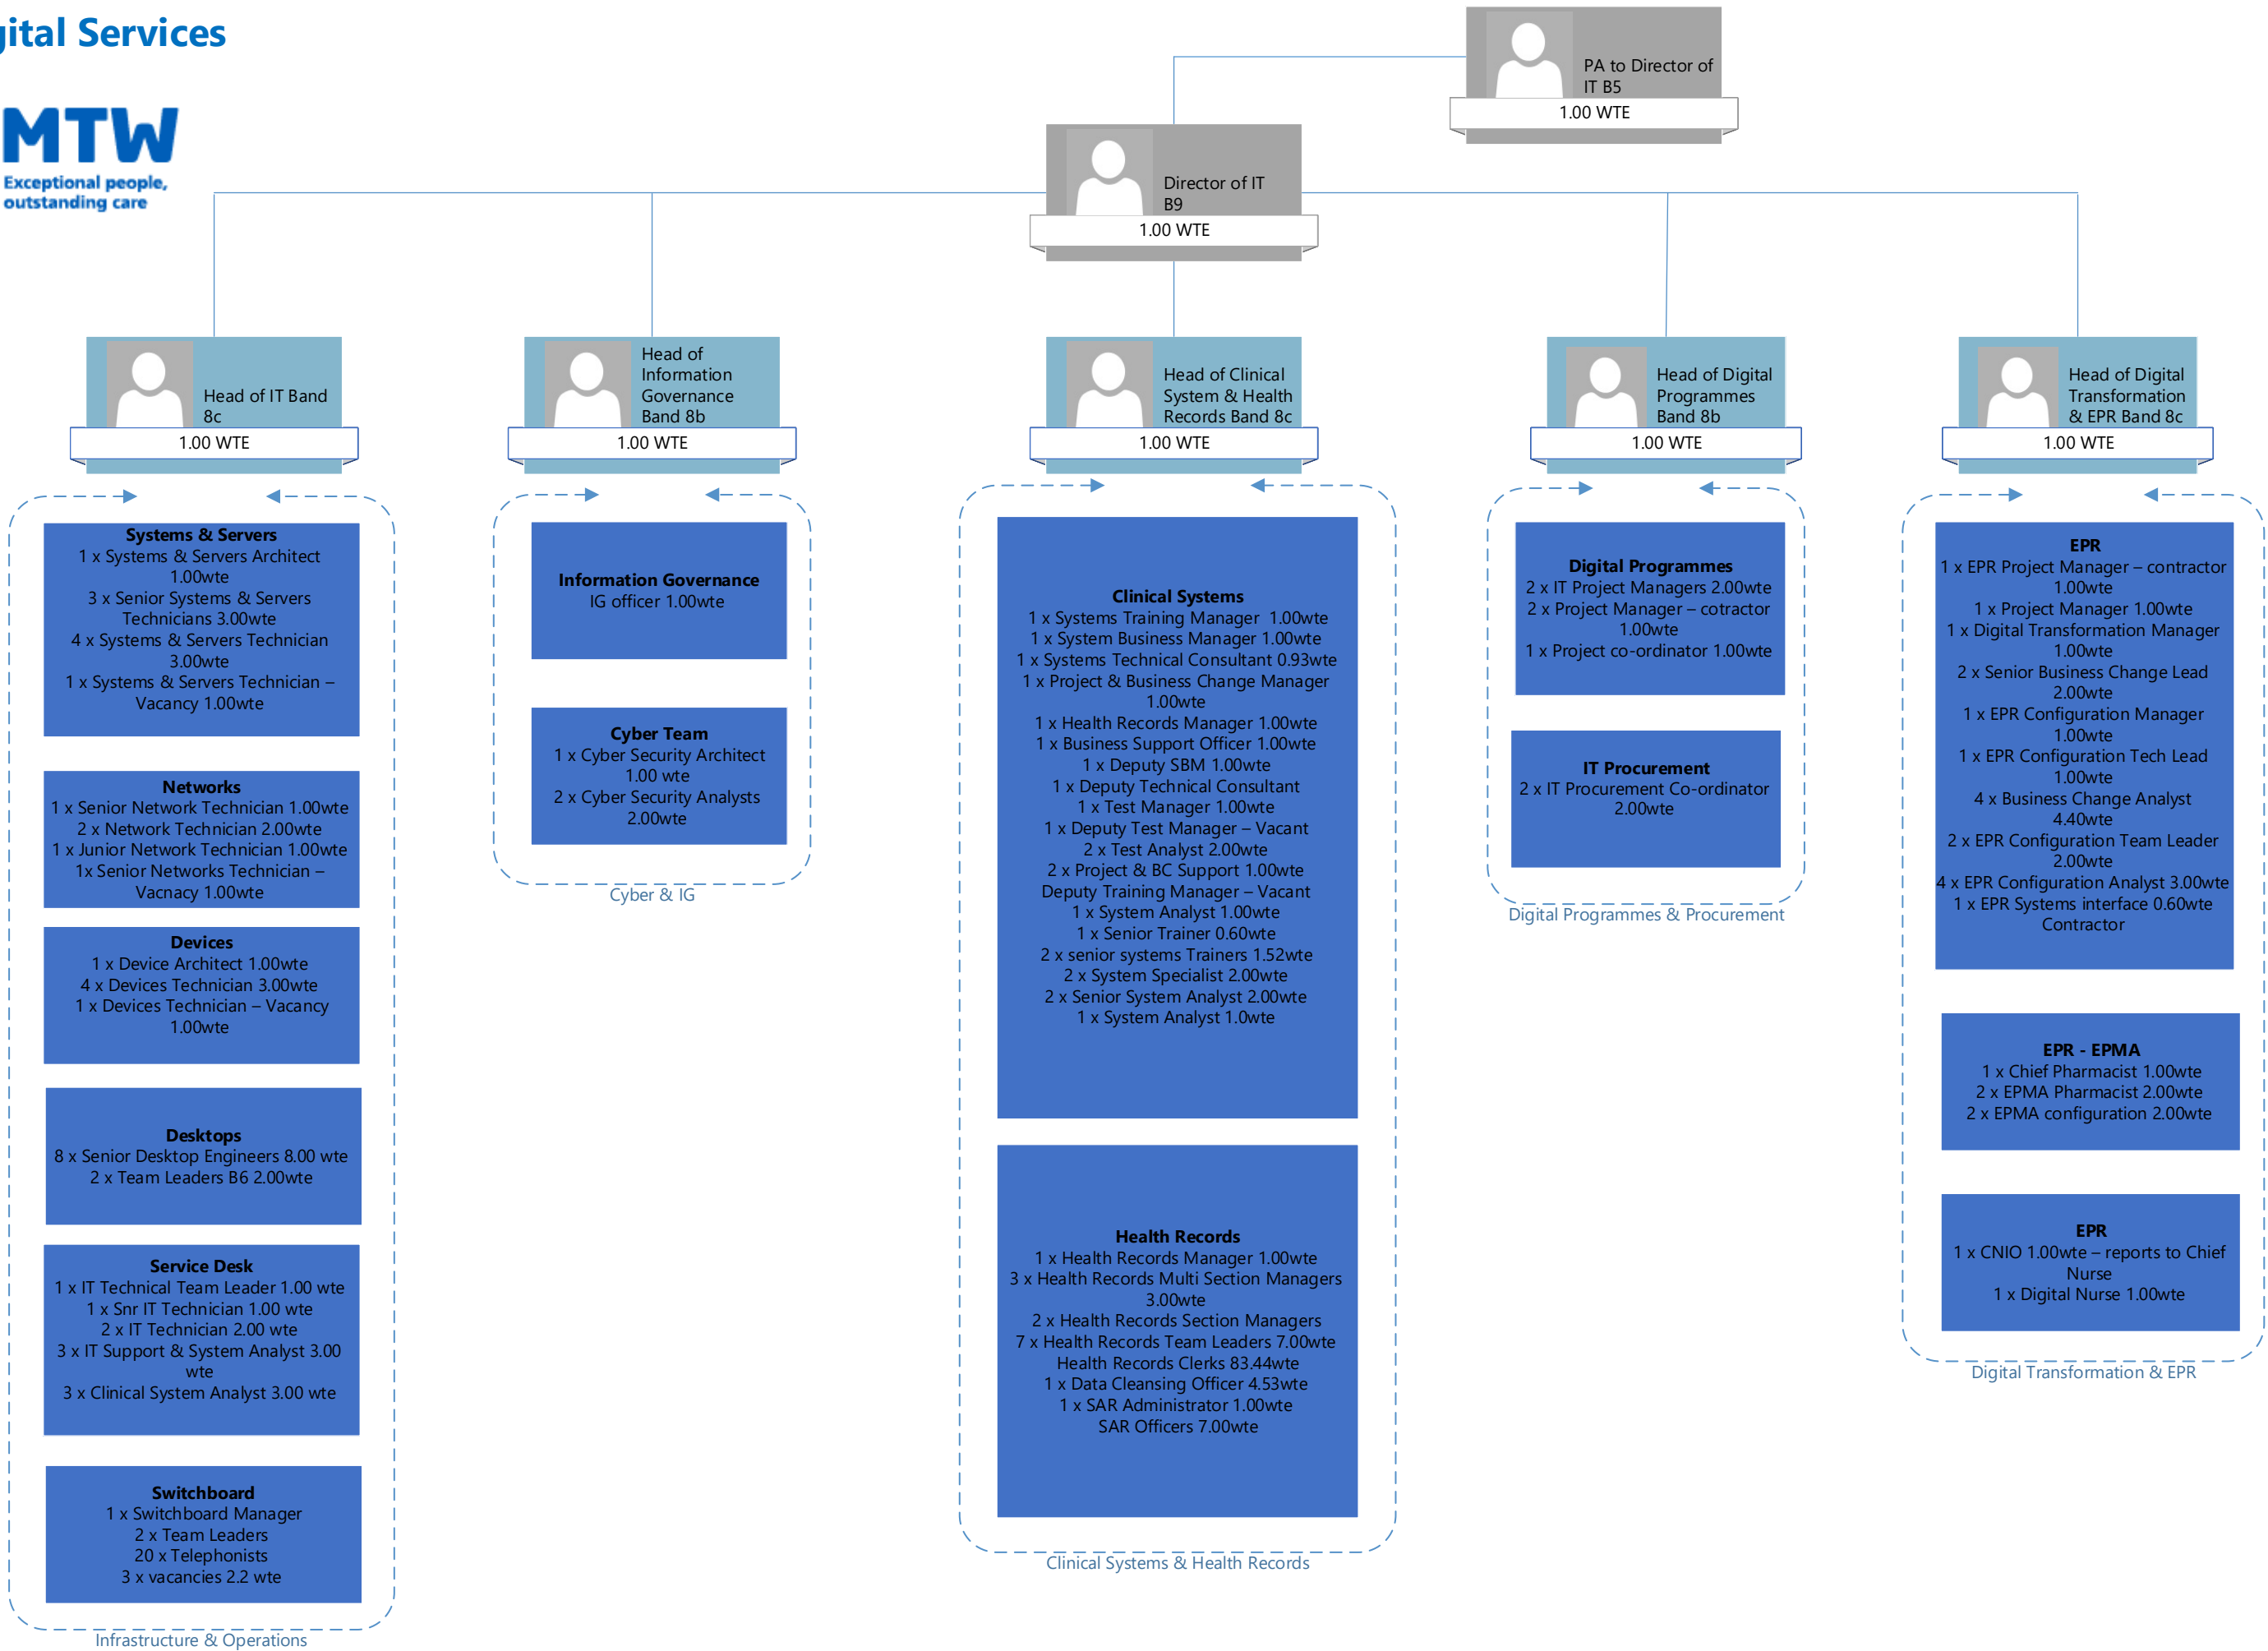 gital Services
MTW
Exceptional people,
outstanding care
PA to Director of
IT B5
1.00 WTE
Director of IT
B9
1.00 WTE
Head of IT Band
8c
1.00 WTE
Head of
Information
Governance
Band 8b
1.00 WTE
Head of Clinical
System & Health
Records Band 8c
1.00 WTE
Head of Digital
Programmes
Band 8b
1.00 WTE
Head of Digital
Transformation
& EPR Band 8c
1.00 WTE
Systems & Servers
1 x Systems & Servers Architect
1.00wte
3 x Senior Systems & Servers
Technicians 3.00wte
4 x Systems & Servers Technician
3.00wte
1 x Systems & Servers Technician –
Vacancy 1.00wte
Networks
1 x Senior Network Technician 1.00wte
2 x Network Technician 2.00wte
1 x Junior Network Technician 1.00wte
1x Senior Networks Technician –
Vacnacy 1.00wte
Devices
1 x Device Architect 1.00wte
4 x Devices Technician 3.00wte
1 x Devices Technician – Vacancy
1.00wte
Desktops
8 x Senior Desktop Engineers 8.00 wte
2 x Team Leaders B6 2.00wte
Service Desk
1 x IT Technical Team Leader 1.00 wte
1 x Snr IT Technician 1.00 wte
2 x IT Technician 2.00 wte
3 x IT Support & System Analyst 3.00
wte
3 x Clinical System Analyst 3.00 wte
Switchboard
1 x Switchboard Manager
2 x Team Leaders
20 x Telephonists
3 x vacancies 2.2 wte
Infrastructure & Operations
Information Governance
IG officer 1.00wte
Cyber Team
1 x Cyber Security Architect
1.00 wte
2 x Cyber Security Analysts
2.00wte
Cyber & IG
Clinical Systems
1 x Systems Training Manager  1.00wte
1 x System Business Manager 1.00wte
1 x Systems Technical Consultant 0.93wte
1 x Project & Business Change Manager
1.00wte
1 x Health Records Manager 1.00wte
1 x Business Support Officer 1.00wte
1 x Deputy SBM 1.00wte
1 x Deputy Technical Consultant
1 x Test Manager 1.00wte
1 x Deputy Test Manager – Vacant
2 x Test Analyst 2.00wte
2 x Project & BC Support 1.00wte
Deputy Training Manager – Vacant
1 x System Analyst 1.00wte
1 x Senior Trainer 0.60wte
2 x senior systems Trainers 1.52wte
2 x System Specialist 2.00wte
2 x Senior System Analyst 2.00wte
1 x System Analyst 1.0wte
Health Records
1 x Health Records Manager 1.00wte
3 x Health Records Multi Section Managers
3.00wte
2 x Health Records Section Managers
7 x Health Records Team Leaders 7.00wte
Health Records Clerks 83.44wte
1 x Data Cleansing Officer 4.53wte
1 x SAR Administrator 1.00wte
SAR Officers 7.00wte
Clinical Systems & Health Records
Digital Programmes
2 x IT Project Managers 2.00wte
2 x Project Manager – cotractor
1.00wte
1 x Project co-ordinator 1.00wte
IT Procurement
2 x IT Procurement Co-ordinator
2.00wte
Digital Programmes & Procurement
EPR
1 x EPR Project Manager – contractor
1.00wte
1 x Project Manager 1.00wte
1 x Digital Transformation Manager
1.00wte
2 x Senior Business Change Lead
2.00wte
1 x EPR Configuration Manager
1.00wte
1 x EPR Configuration Tech Lead
1.00wte
4 x Business Change Analyst
4.40wte
2 x EPR Configuration Team Leader
2.00wte
4 x EPR Configuration Analyst 3.00wte
1 x EPR Systems interface 0.60wte
Contractor
EPR - EPMA
1 x Chief Pharmacist 1.00wte
2 x EPMA Pharmacist 2.00wte
2 x EPMA configuration 2.00wte
EPR
1 x CNIO 1.00wte – reports to Chief
Nurse
1 x Digital Nurse 1.00wte
Digital Transformation & EPR